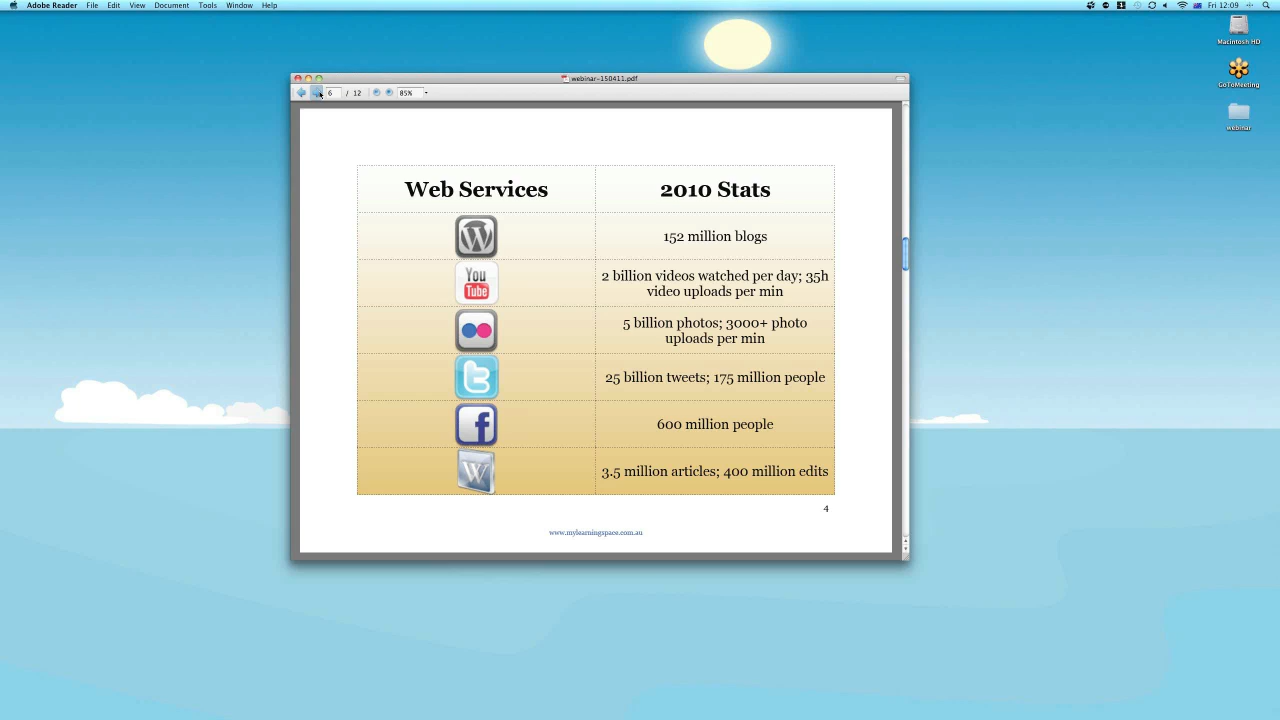 Adobe Reader File Edit View Document Tools Window Help
Fri 12:09
Macintosh HD
GoToMeeting
webinar
webinar-150411.pdf
6 / 12 85%
Web Services 2010 Stats
W 152 million blogs
You
Tube
2 billion videos watched per day; 35h
video uploads per min
5 billion photos; 3000+ photo
uploads per min
t 25 billion tweets; 175 million people
f 600 million people
W 3.5 million articles; 400 million edits
4
www.mylearningspace.com.au